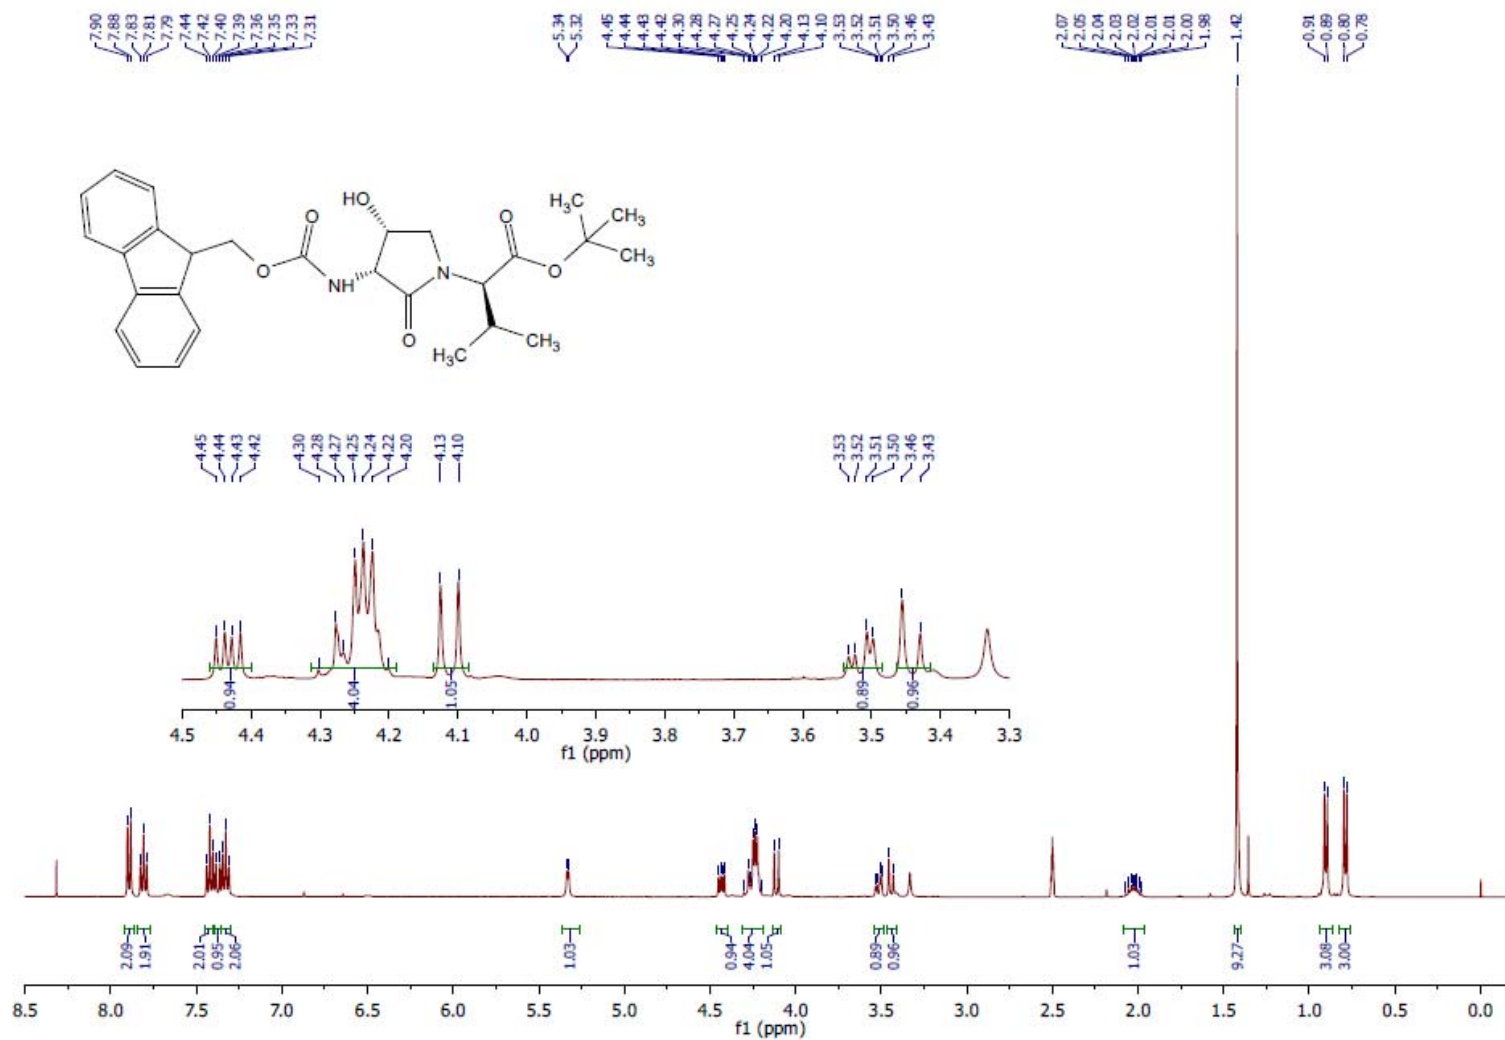 7.90 7.88 7.83 7.81 7.79 7.44 7.42 7.40 7.39 7.36 7.35 7.33 7.31 5.34 5.32 4.45 4.44 4.43 4.42 4.30 4.28 4.27 4.25 4.24 4.22 4.20 4.13 4.10 3.53 3.52 3.51 3.50 3.46 3.43 2.07 2.05 2.04 2.03 2.02 2.01 2.01 2.00 1.98 1.42 0.91 0.89 0.80 0.78
HO O H₃C CH₃
O O CH₃
O NH N
O H₃C CH₃
4.45 4.44 4.43 4.42 4.30 4.28 4.27 4.25 4.24 4.22 4.20 4.13 4.10 3.53 3.52 3.51 3.50 3.46 3.43
0.94 4.04 1.05 0.89 0.96
4.5 4.4 4.3 4.2 4.1 4.0 3.9 3.8 3.7 3.6 3.5 3.4 3.3
f1 (ppm)
2.09 1.91 2.01 0.95 2.06 1.03 0.94 4.04 1.05 0.89 0.96 1.03 9.27 3.08 3.00
8.5 8.0 7.5 7.0 6.5 6.0 5.5 5.0 4.5 4.0 3.5 3.0 2.5 2.0 1.5 1.0 0.5 0.0
f1 (ppm)